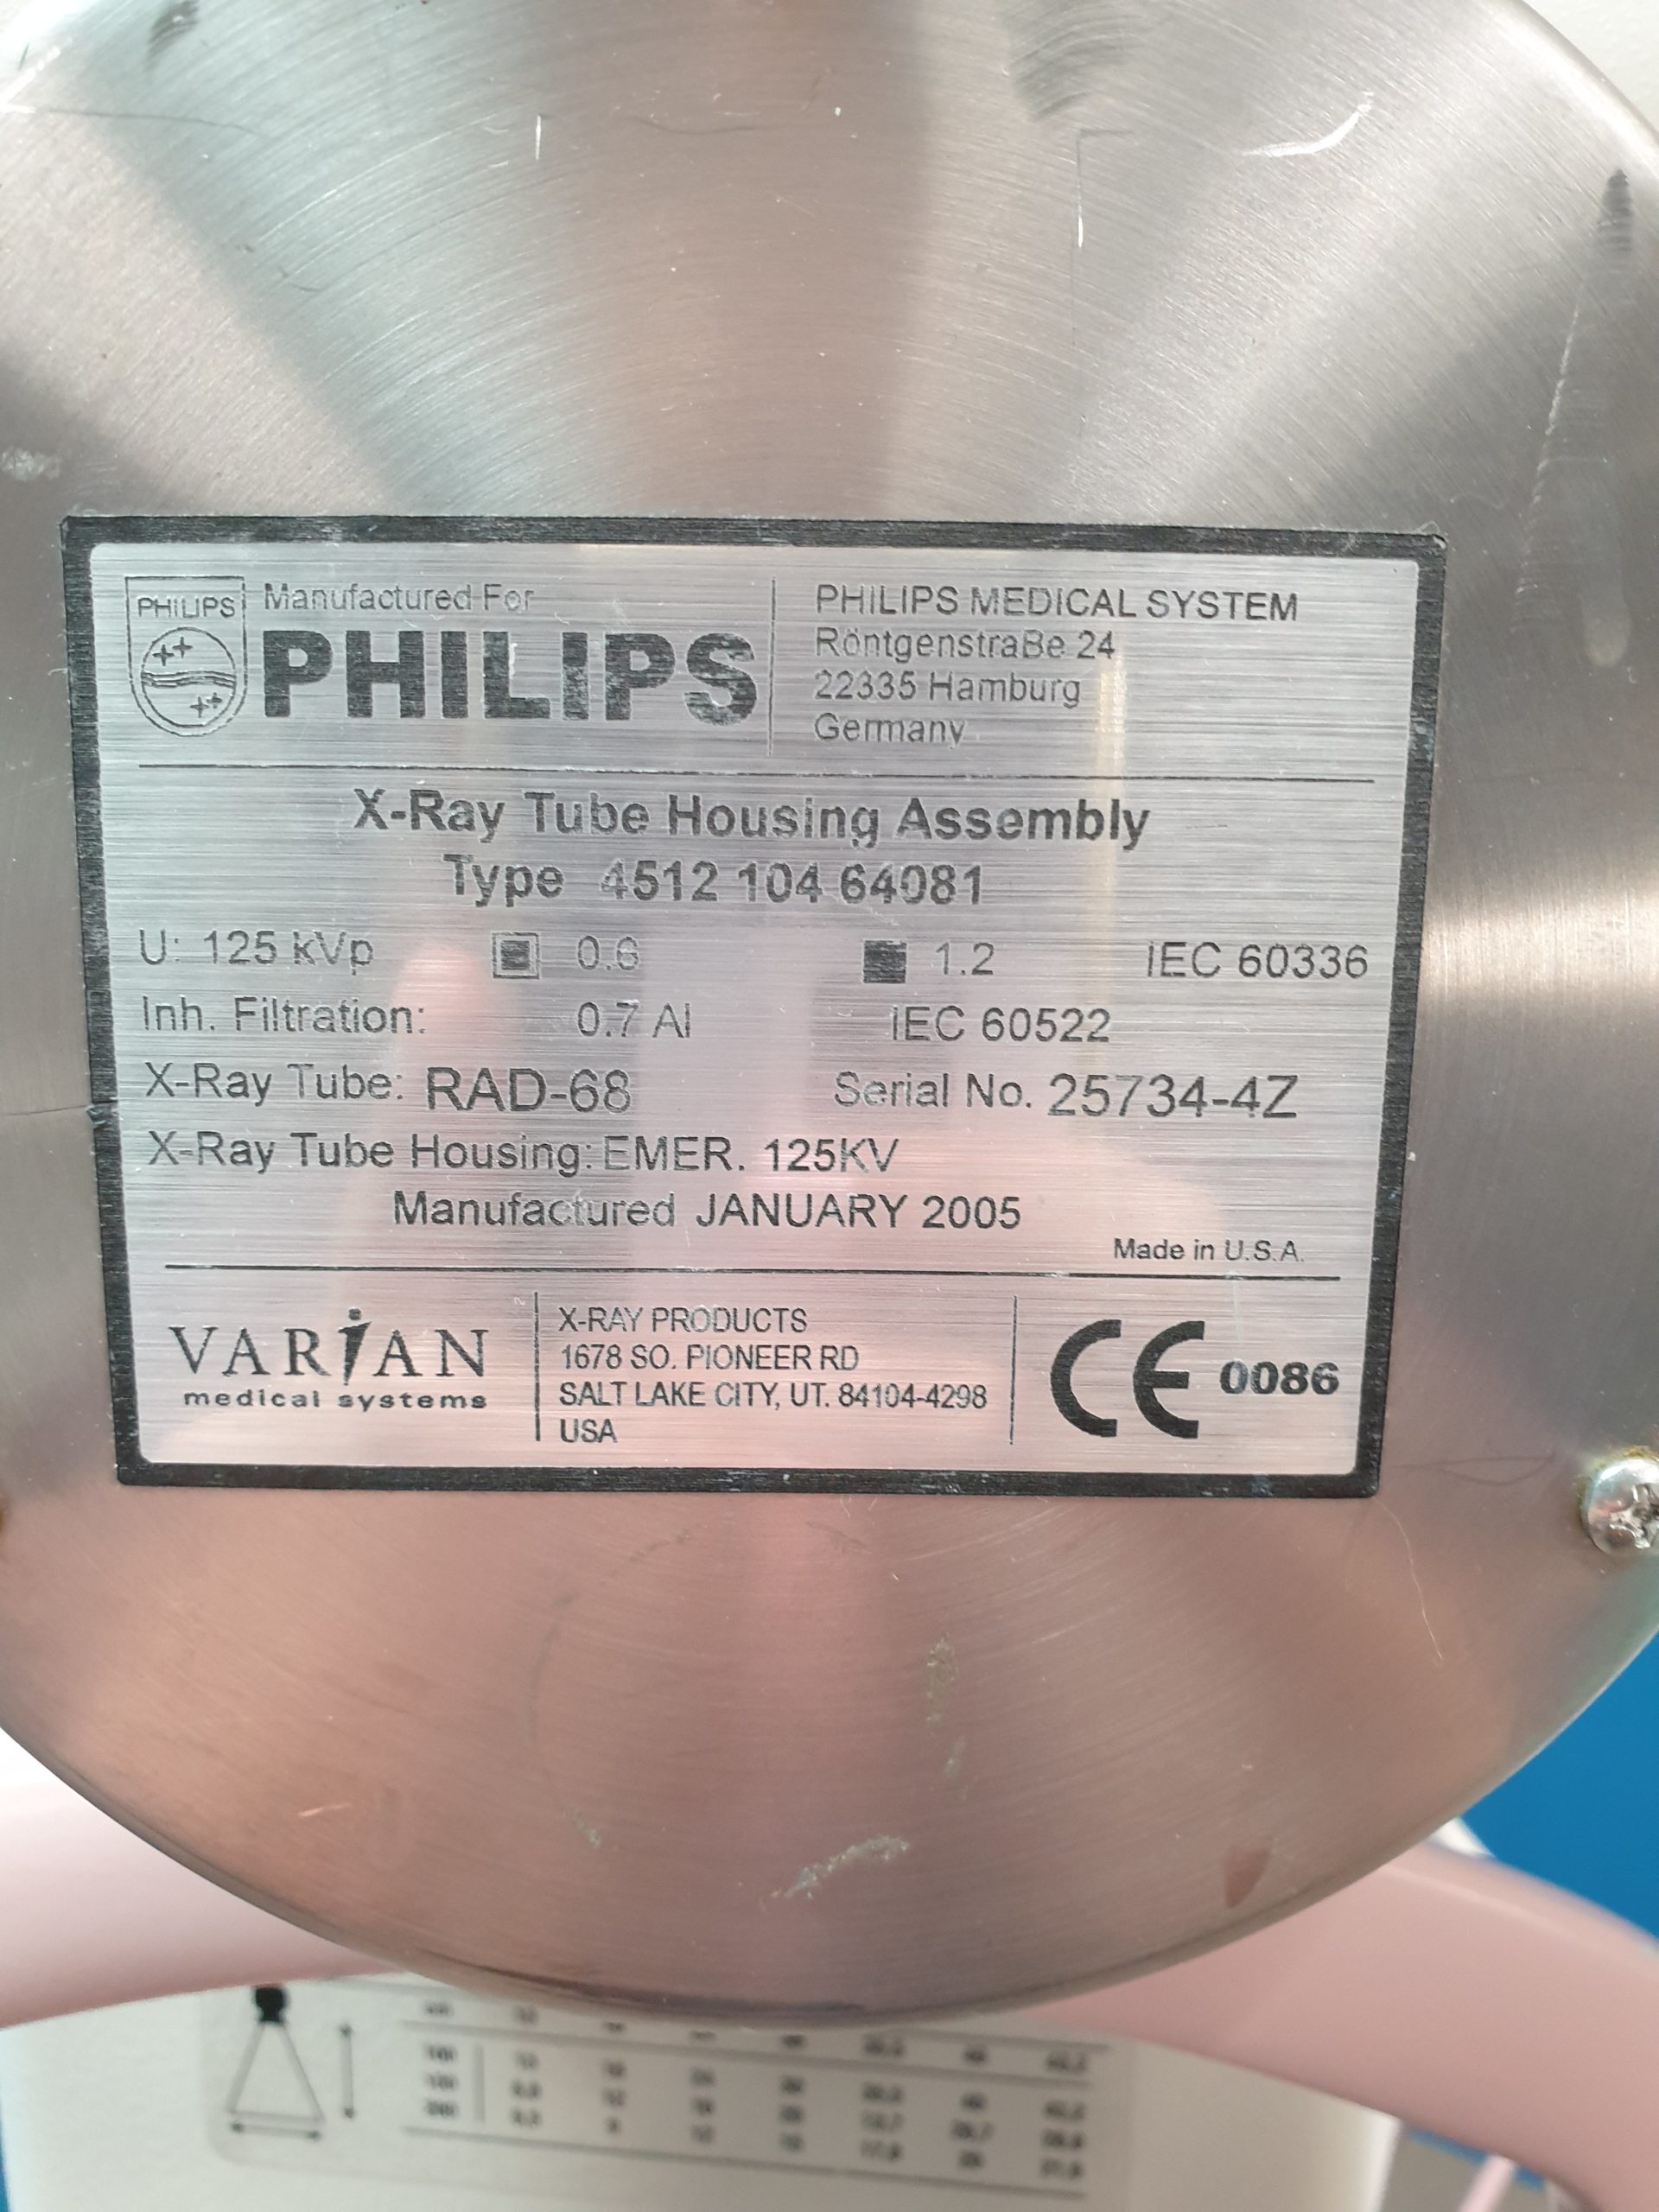 PHILIPS
Manufactured For
PHILIPS
PHILIPS MEDICAL SYSTEM
Röntgenstraße 24
22335 Hamburg
Germany
X-Ray Tube Housing Assembly
Type 4512 104 64081
U: 125 kVp 0.6 1.2 IEC 60336
Inh. Filtration: 0.7 Al IEC 60522
X-Ray Tube: RAD-68 Serial No. 25734-4Z
X-Ray Tube Housing: EMER. 125KV
Manufactured JANUARY 2005
Made in U.S.A.
VARIAN
medical systems
X-RAY PRODUCTS
1678 SO. PIONEER RD
SALT LAKE CITY, UT. 84104-4298
USA
CE 0086